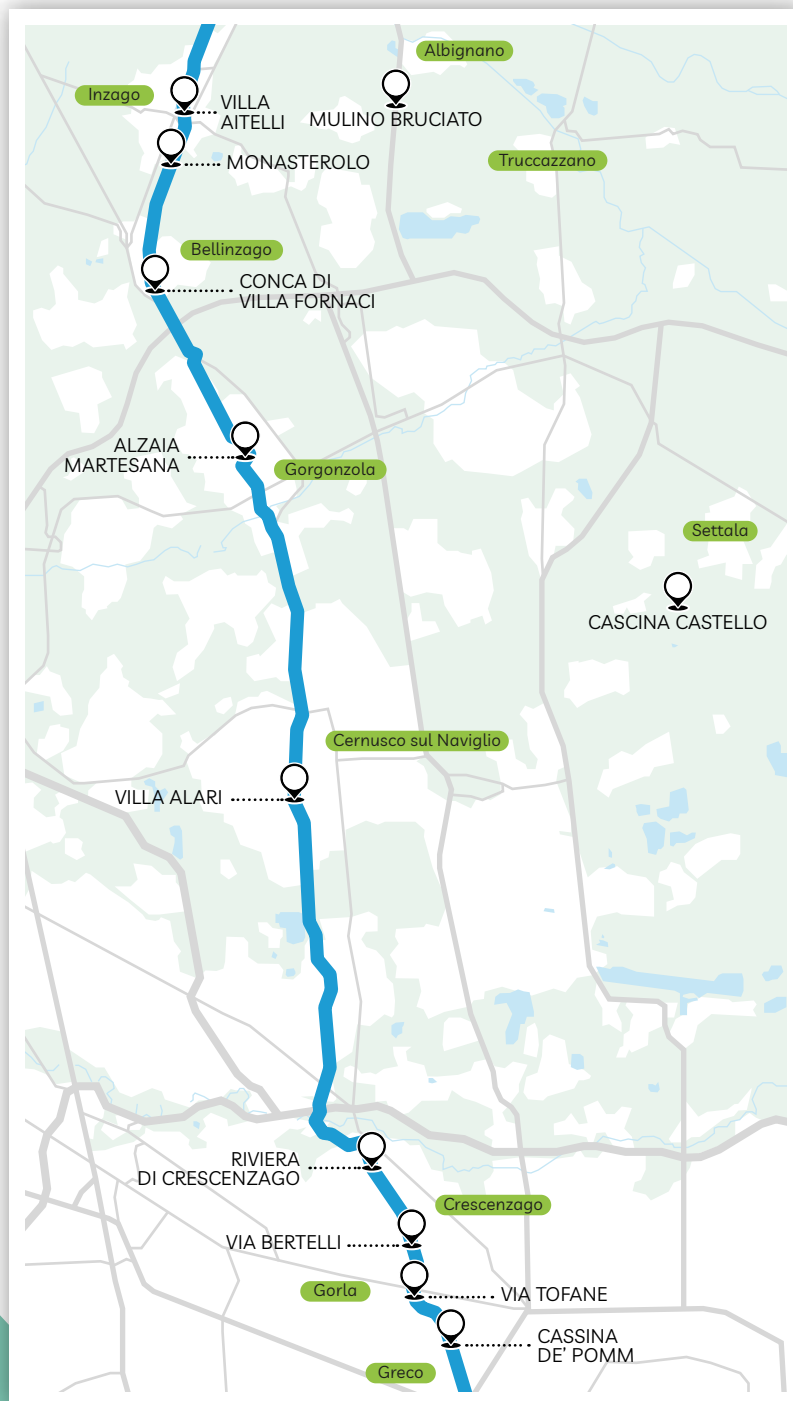 Albignano
Inzago
VILLA
AITELLI
MULINO BRUCIATO
MONASTEROLO
Truccazzano
Bellinzago
CONCA DI
VILLA FORNACI
ALZAIA
MARTESANA
Gorgonzola
Settala
CASCINA CASTELLO
Cernusco sul Naviglio
VILLA ALARI
RIVIERA
DI CRESCENZAGO
Crescenzago
VIA BERTELLI
Gorla
VIA TOFANE
CASSINA
DE' POMM
Greco